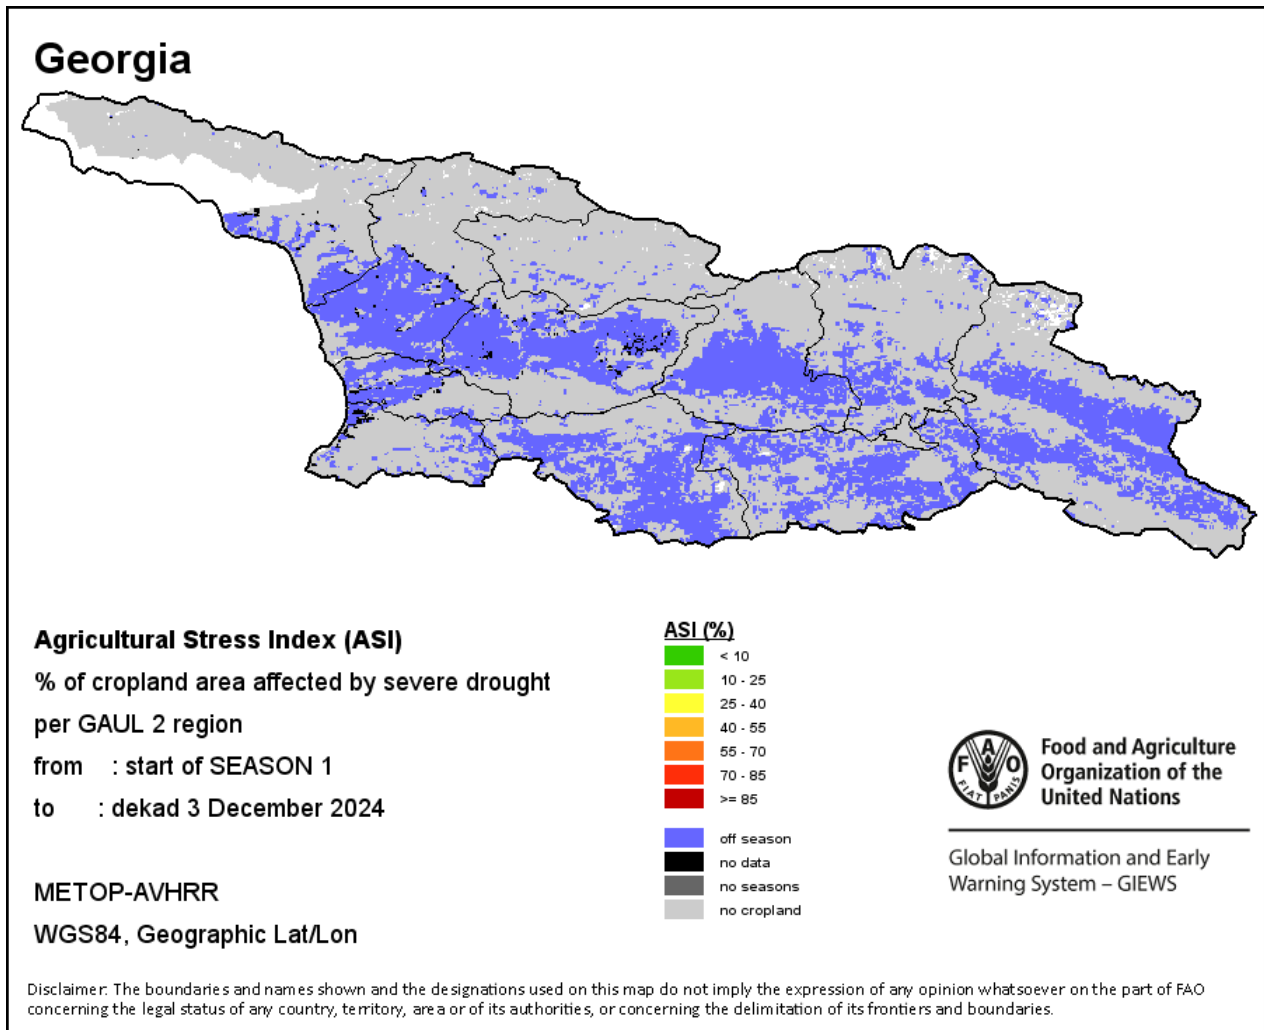 Georgia
Agricultural Stress Index (ASI)
% of cropland area affected by severe drought
per GAUL 2 region
from : start of SEASON 1
to : dekad 3 December 2024
METOP-AVHRR
WGS84, Geographic Lat/Lon
ASI (%)
< 10
10 - 25
25 - 40
40 - 55
55 - 70
70 - 85
>= 85
off season
no data
no seasons
no cropland
F A O
FIAT PANIS
Food and Agriculture
Organization of the
United Nations
Global Information and Early
Warning System – GIEWS
Disclaimer: The boundaries and names shown and the designations used on this map do not imply the expression of any opinion whatsoever on the part of FAO
concerning the legal status of any country, territory, area or of its authorities, or concerning the delimitation of its frontiers and boundaries.